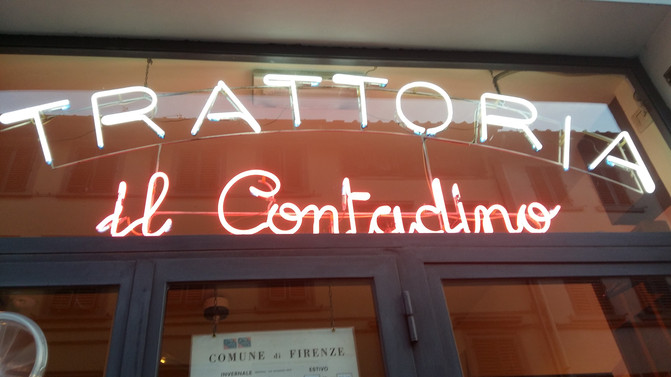 TRATTORIA
il Contadino
COMUNE di FIRENZE
INVERNALE ESTIVO